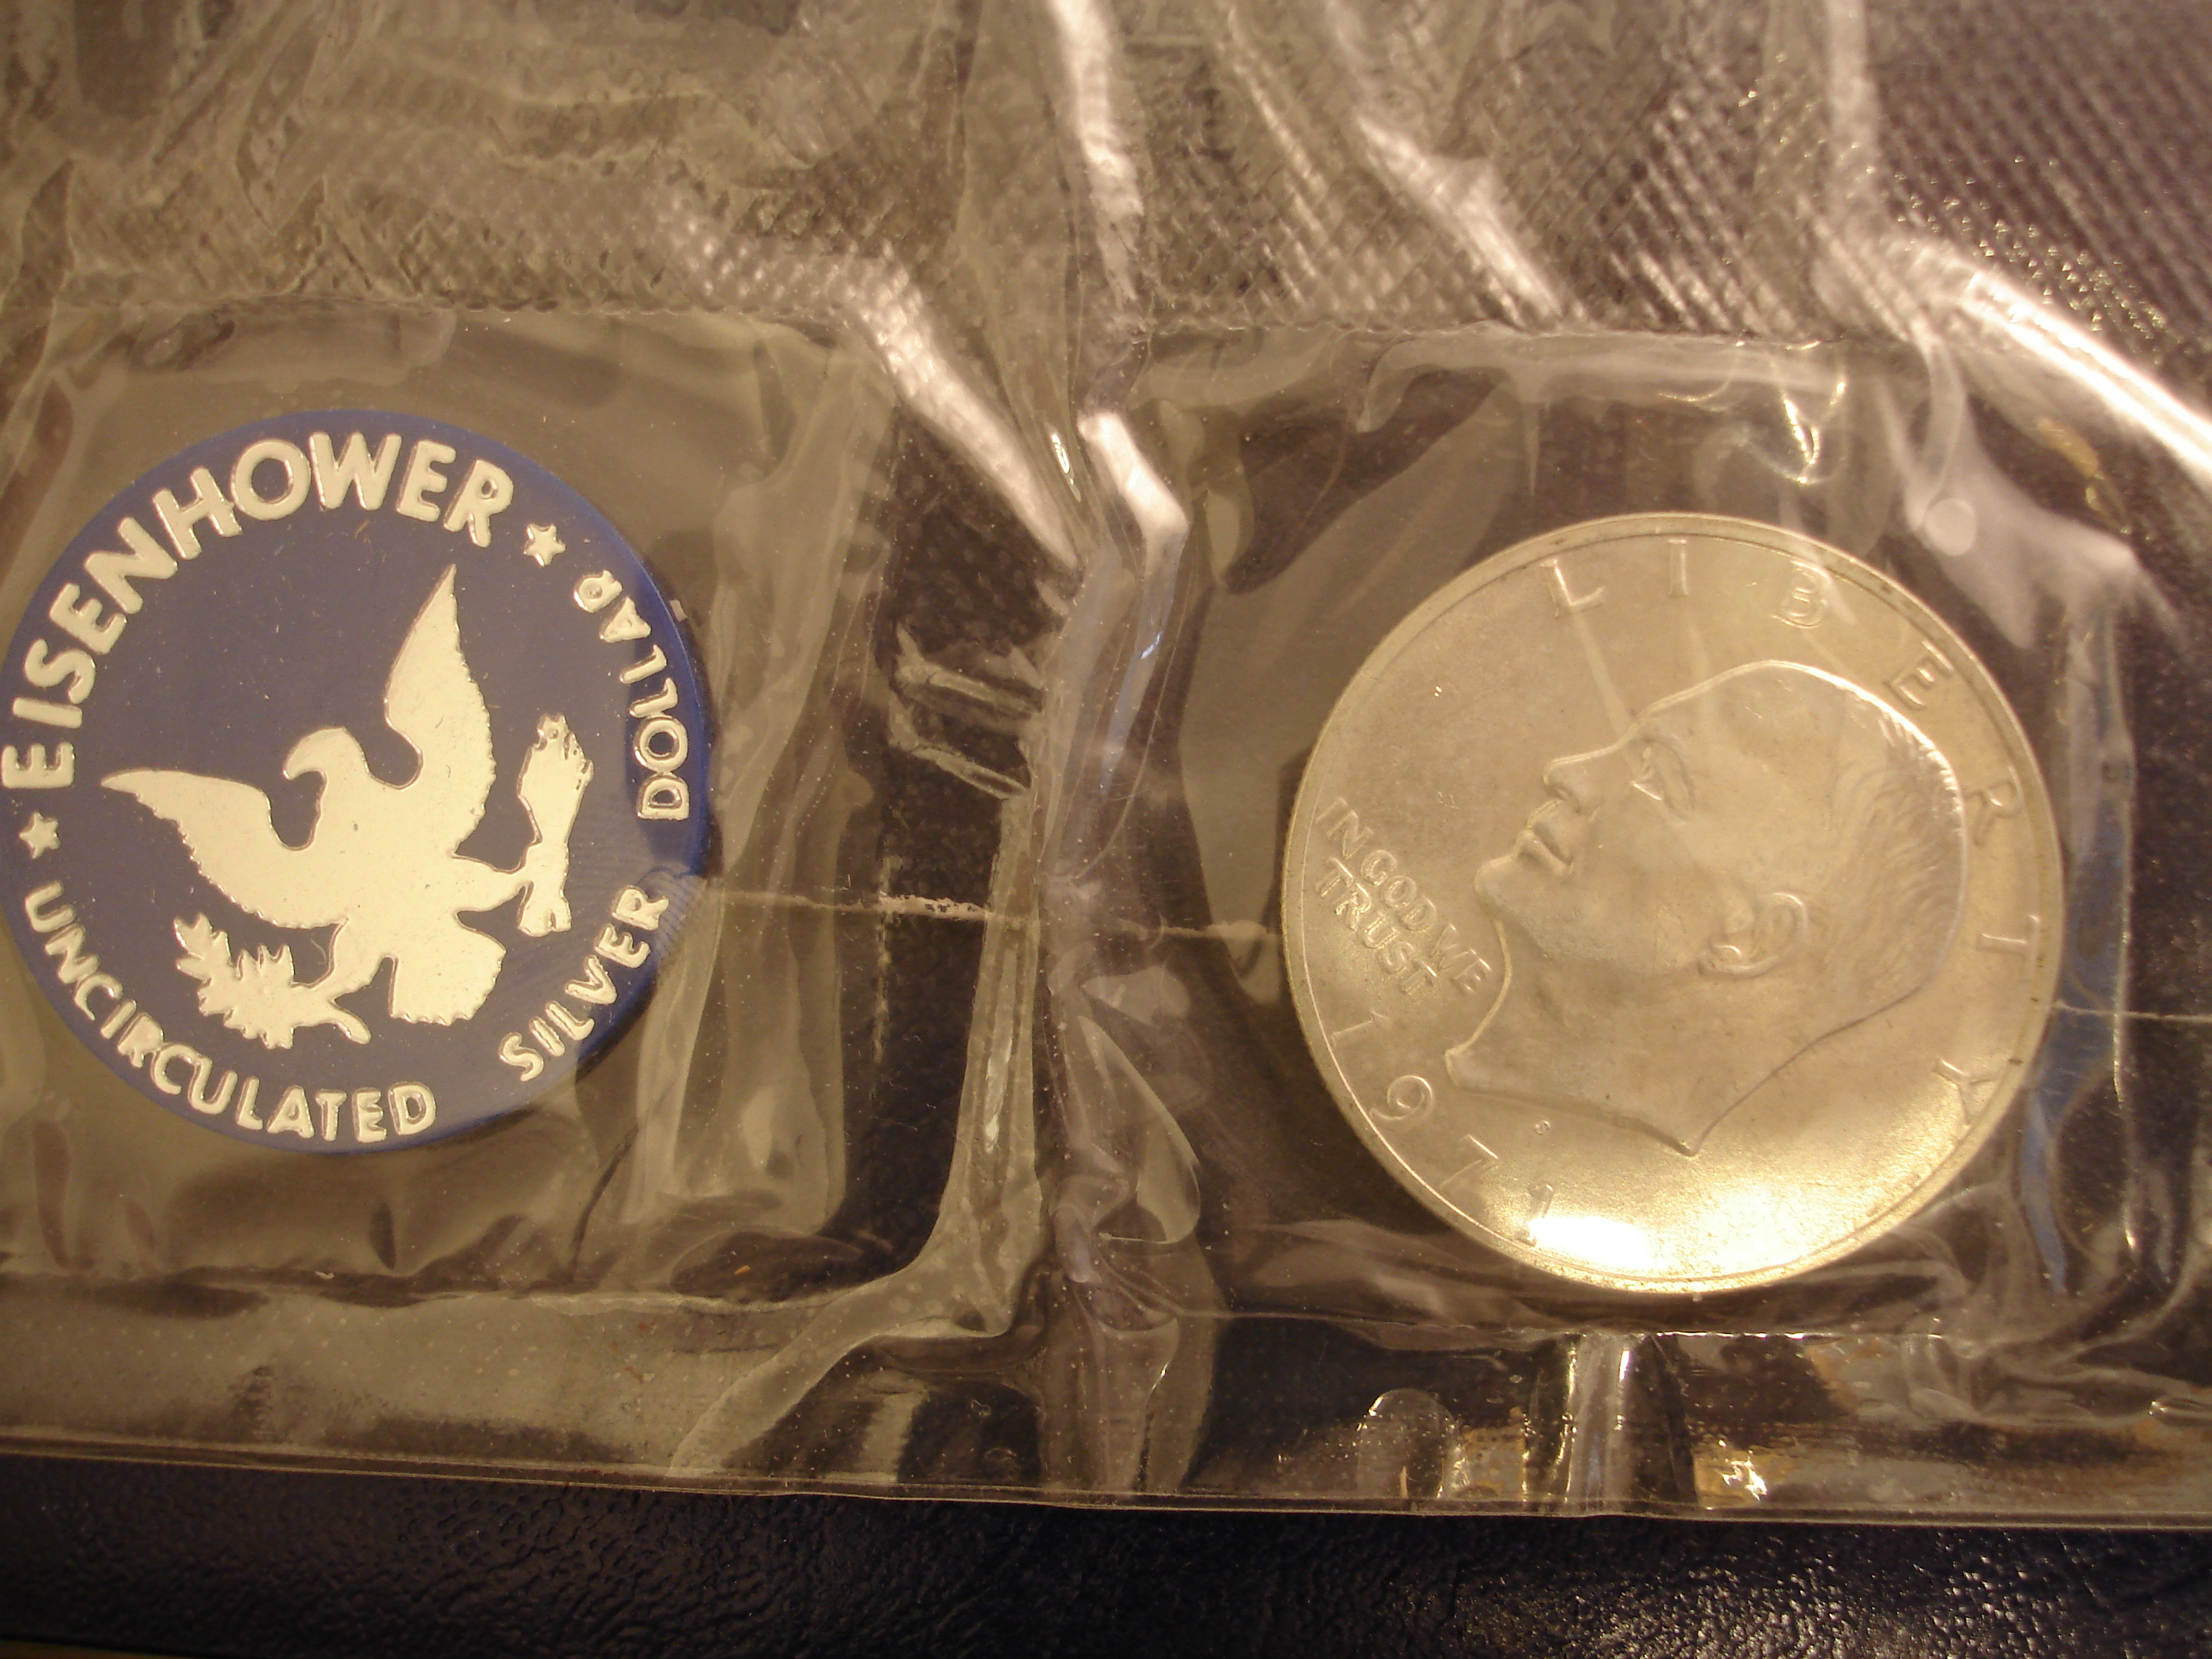 ★ EISENHOWER ★
UNCIRCULATED SILVER DOLLAR
LIBERTY
IN GOD WE
TRUST
S
1971